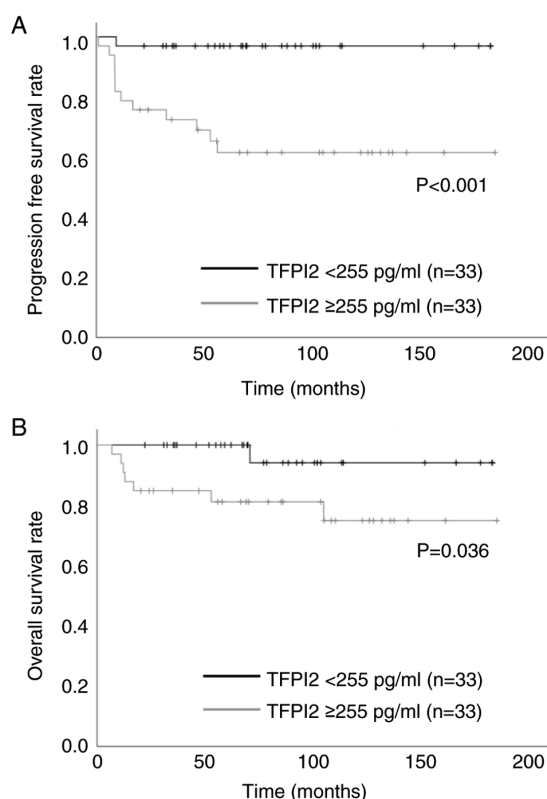 A
Progression free survival rate
1.0
0.8
0.6
0.4
0.2
0.0
P<0.001
TFPI2 <255 pg/ml (n=33)
TFPI2 ≥255 pg/ml (n=33)
0 50 100 150 200
Time (months)
B
Overall survival rate
1.0
0.8
0.6
0.4
0.2
0.0
P=0.036
TFPI2 <255 pg/ml (n=33)
TFPI2 ≥255 pg/ml (n=33)
0 50 100 150 200
Time (months)